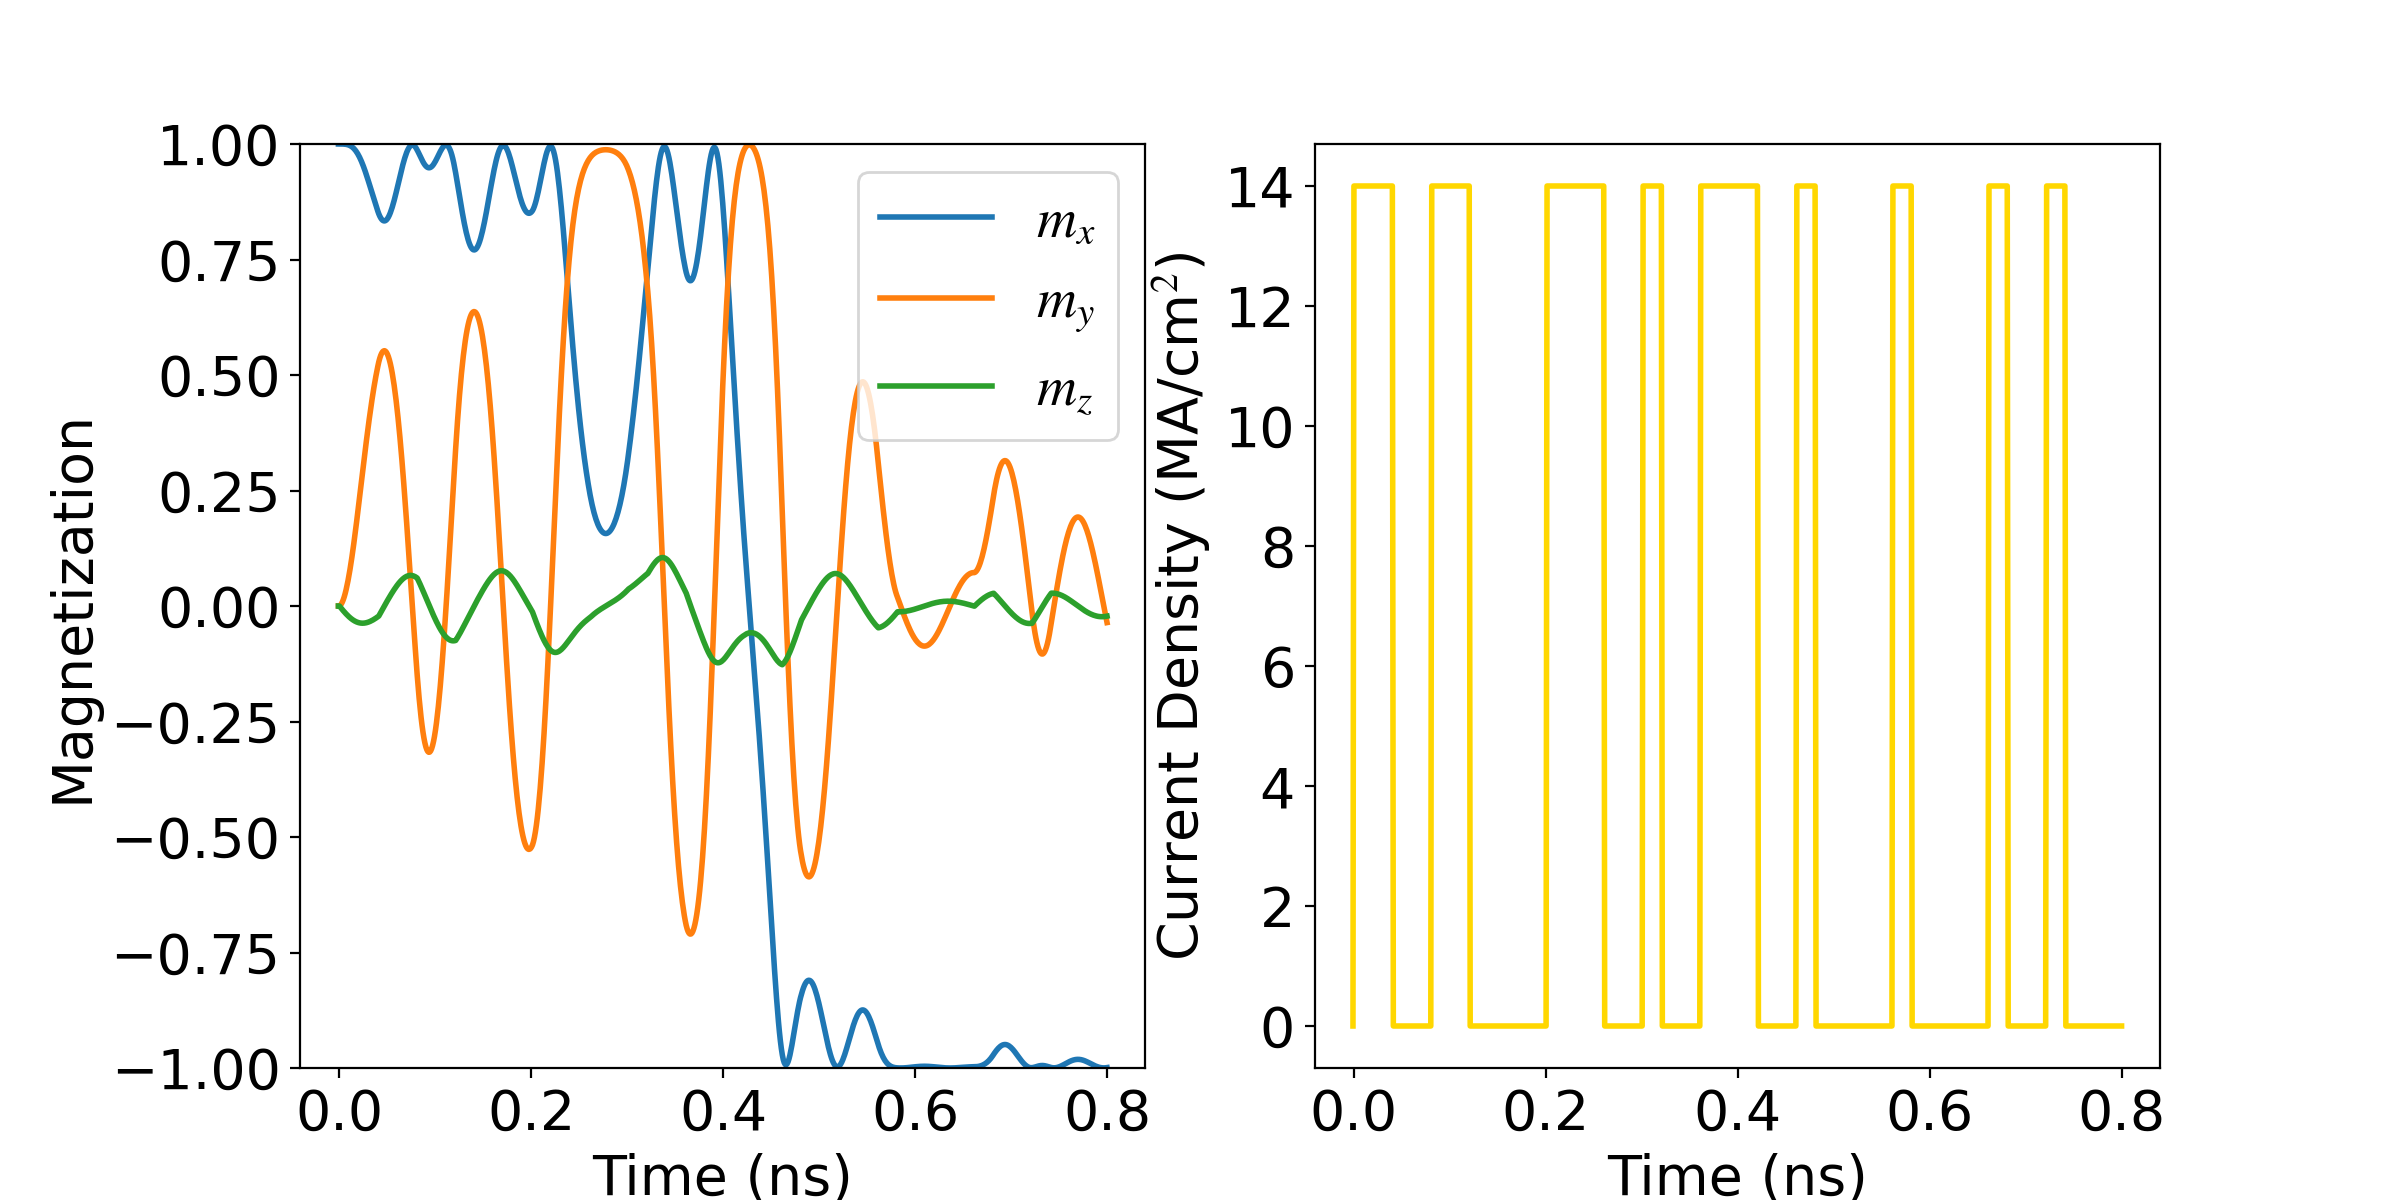 Magnetization
1.00
0.75
0.50
0.25
0.00
−0.25
−0.50
−0.75
−1.00
0.0 0.2 0.4 0.6 0.8
Time (ns)
m_x
m_y
m_z
Current Density (MA/cm²)
14
12
10
8
6
4
2
0
0.0 0.2 0.4 0.6 0.8
Time (ns)